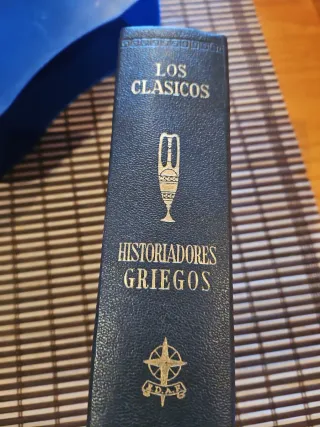 LOS
CLASICOS
HISTORIADORES
GRIEGOS
E.D.A.F.